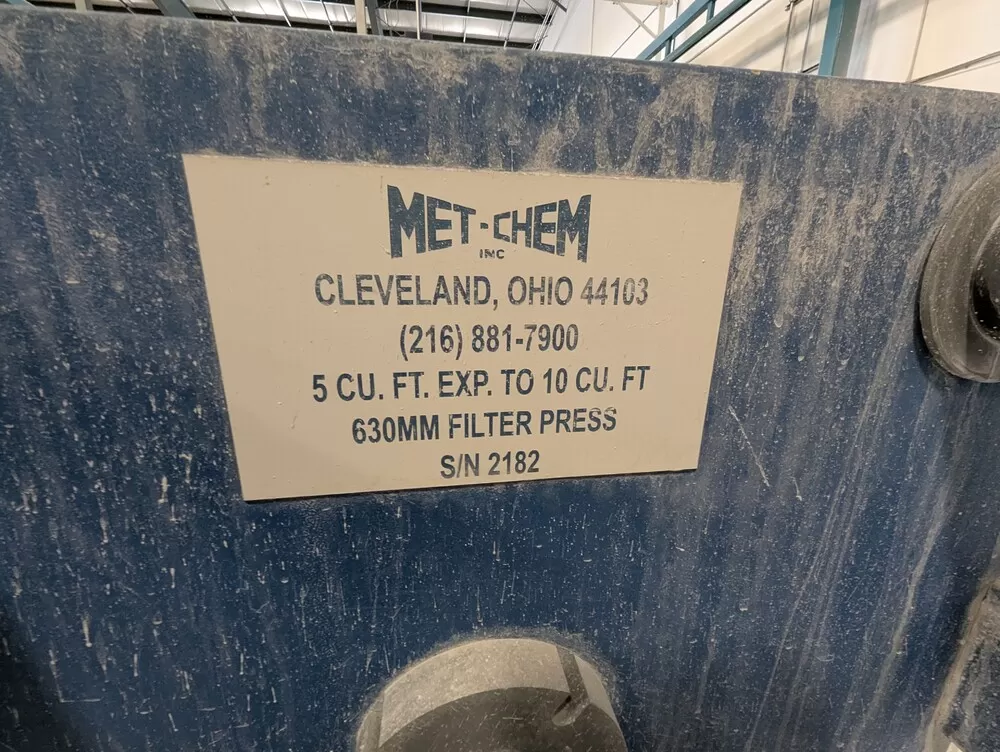 MET-CHEM
INC
CLEVELAND, OHIO 44103
(216) 881-7900
5 CU. FT. EXP. TO 10 CU. FT
630MM FILTER PRESS
S/N 2182